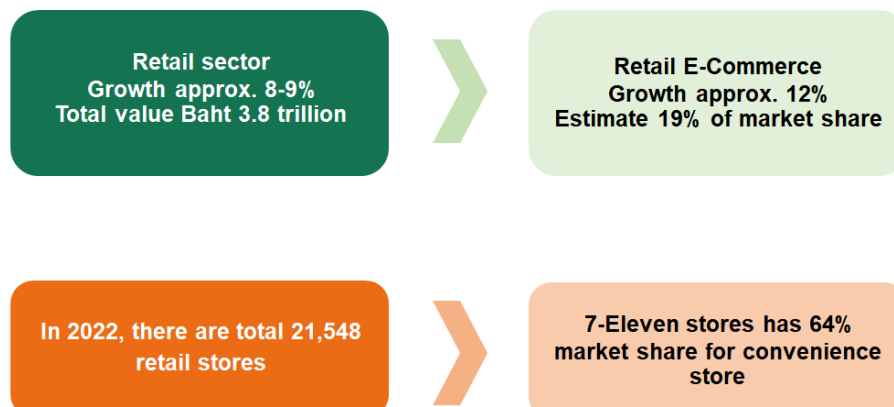 Retail sector
Growth approx. 8-9%
Total value Baht 3.8 trillion
Retail E-Commerce
Growth approx. 12%
Estimate 19% of market share
In 2022, there are total 21,548
retail stores
7-Eleven stores has 64%
market share for convenience
store